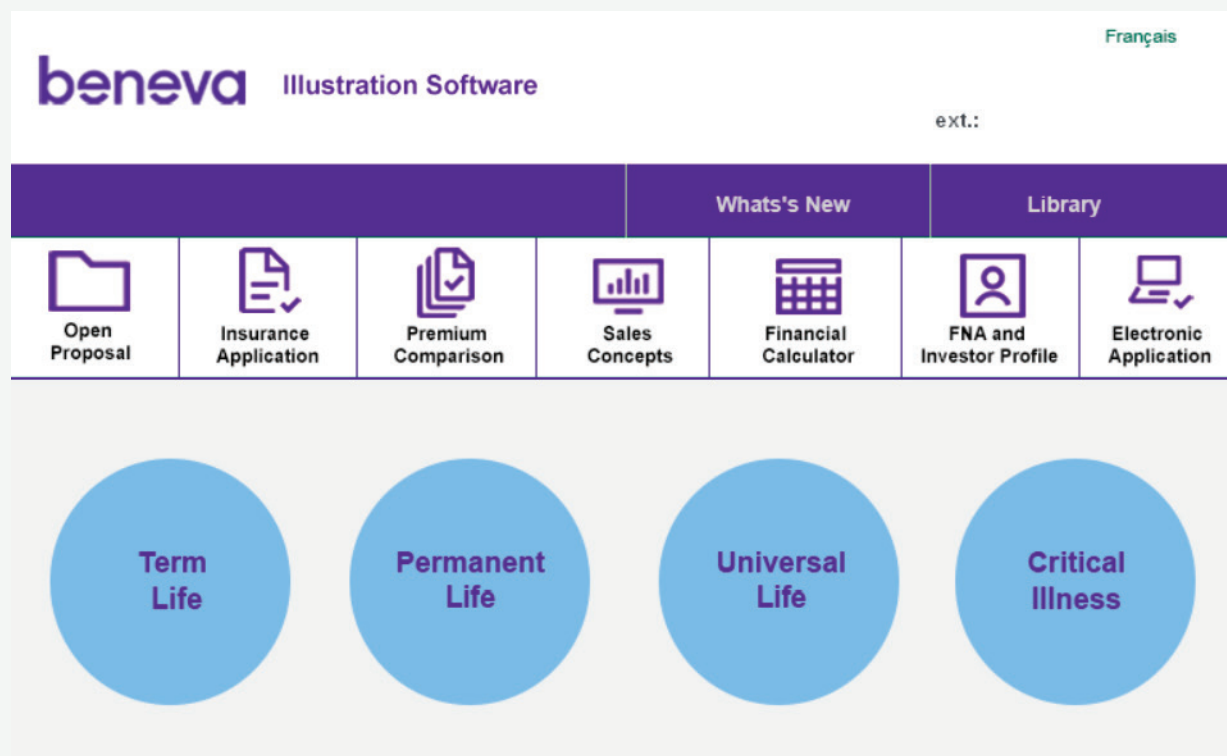 Français
beneva Illustration Software
ext.:
Whats's New Library
Open
Proposal
Insurance
Application
Premium
Comparison
Sales
Concepts
Financial
Calculator
FNA and
Investor Profile
Electronic
Application
Term
Life
Permanent
Life
Universal
Life
Critical
Illness